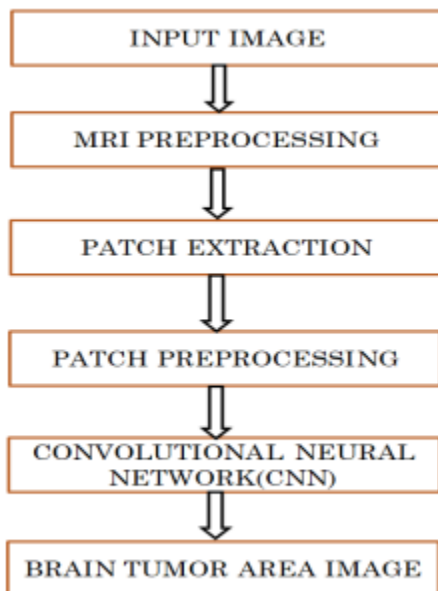 INPUT IMAGE
MRI PREPROCESSING
PATCH EXTRACTION
PATCH PREPROCESSING
CONVOLUTIONAL NEURAL
NETWORK(CNN)
BRAIN TUMOR AREA IMAGE